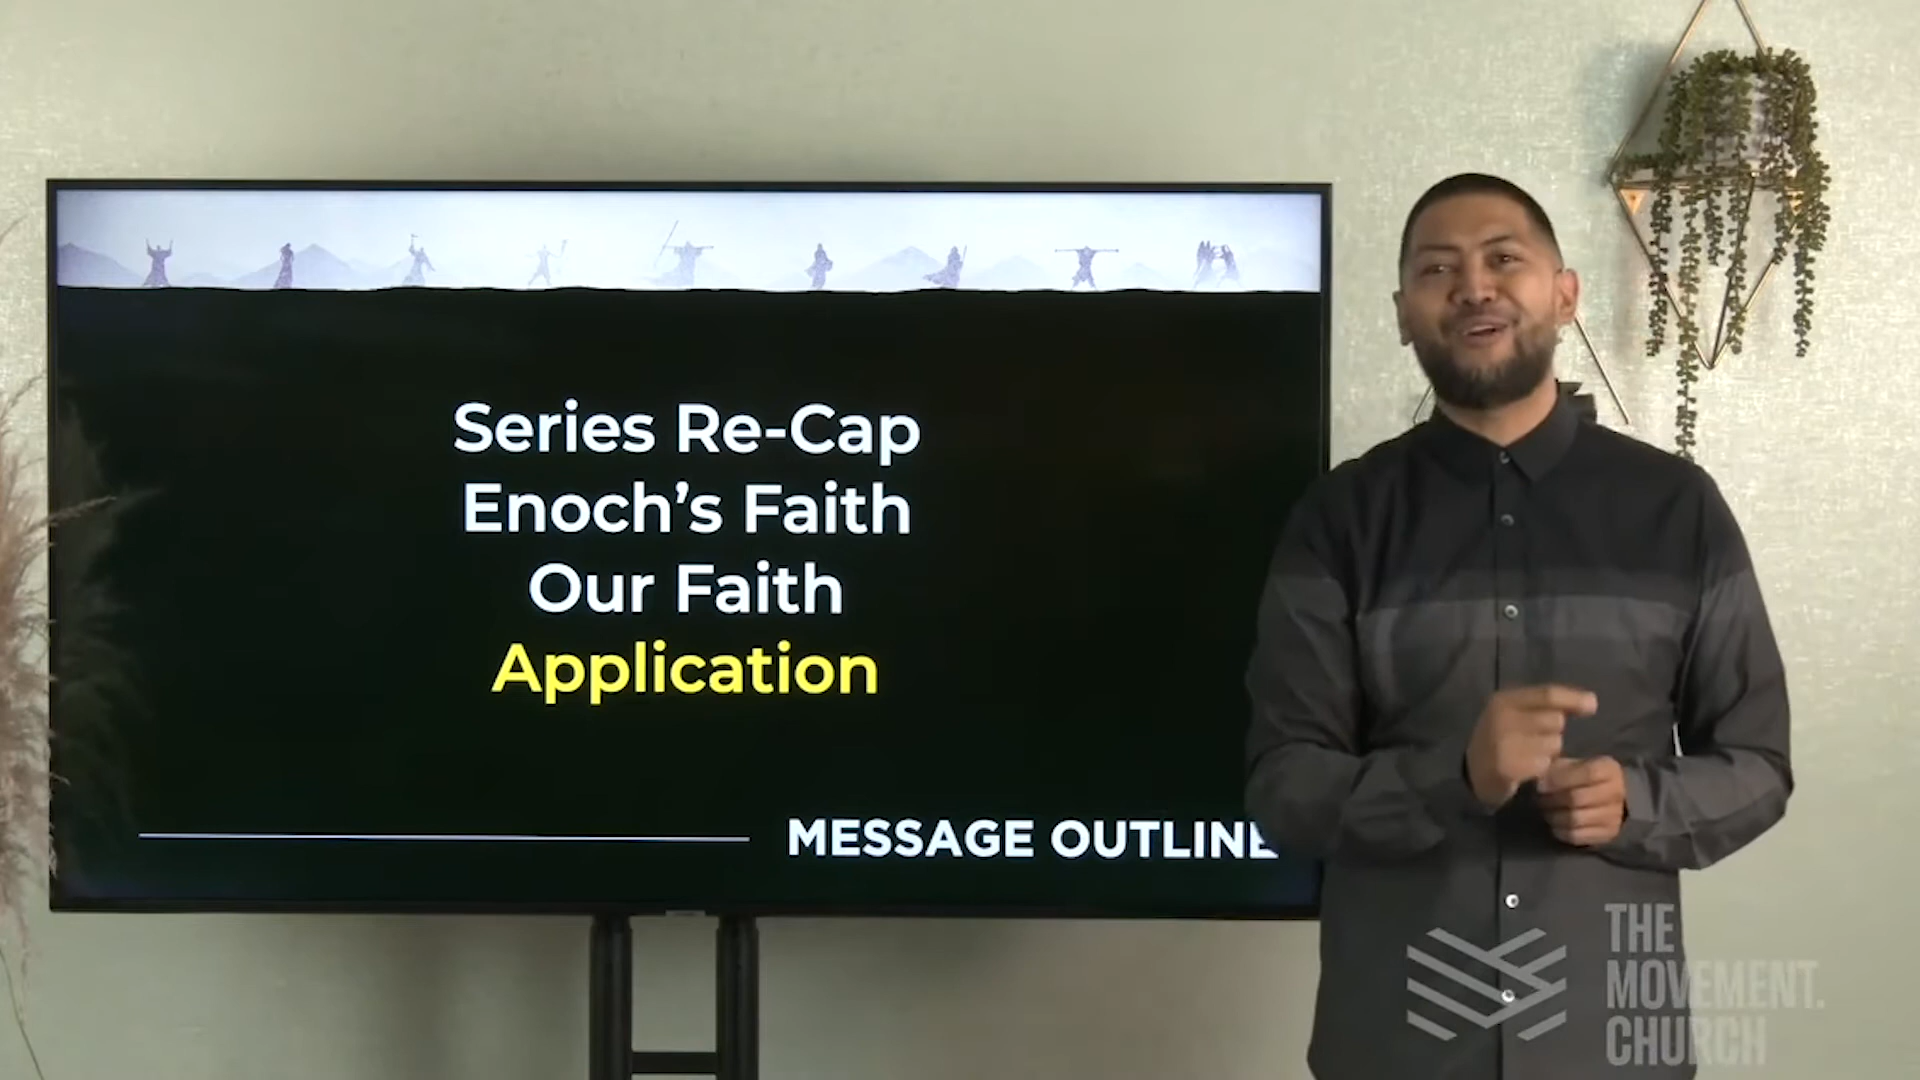 Series Re-Cap
Enoch's Faith
Our Faith
Application
MESSAGE OUTLINE
THE
MOVEMENT.
CHURCH